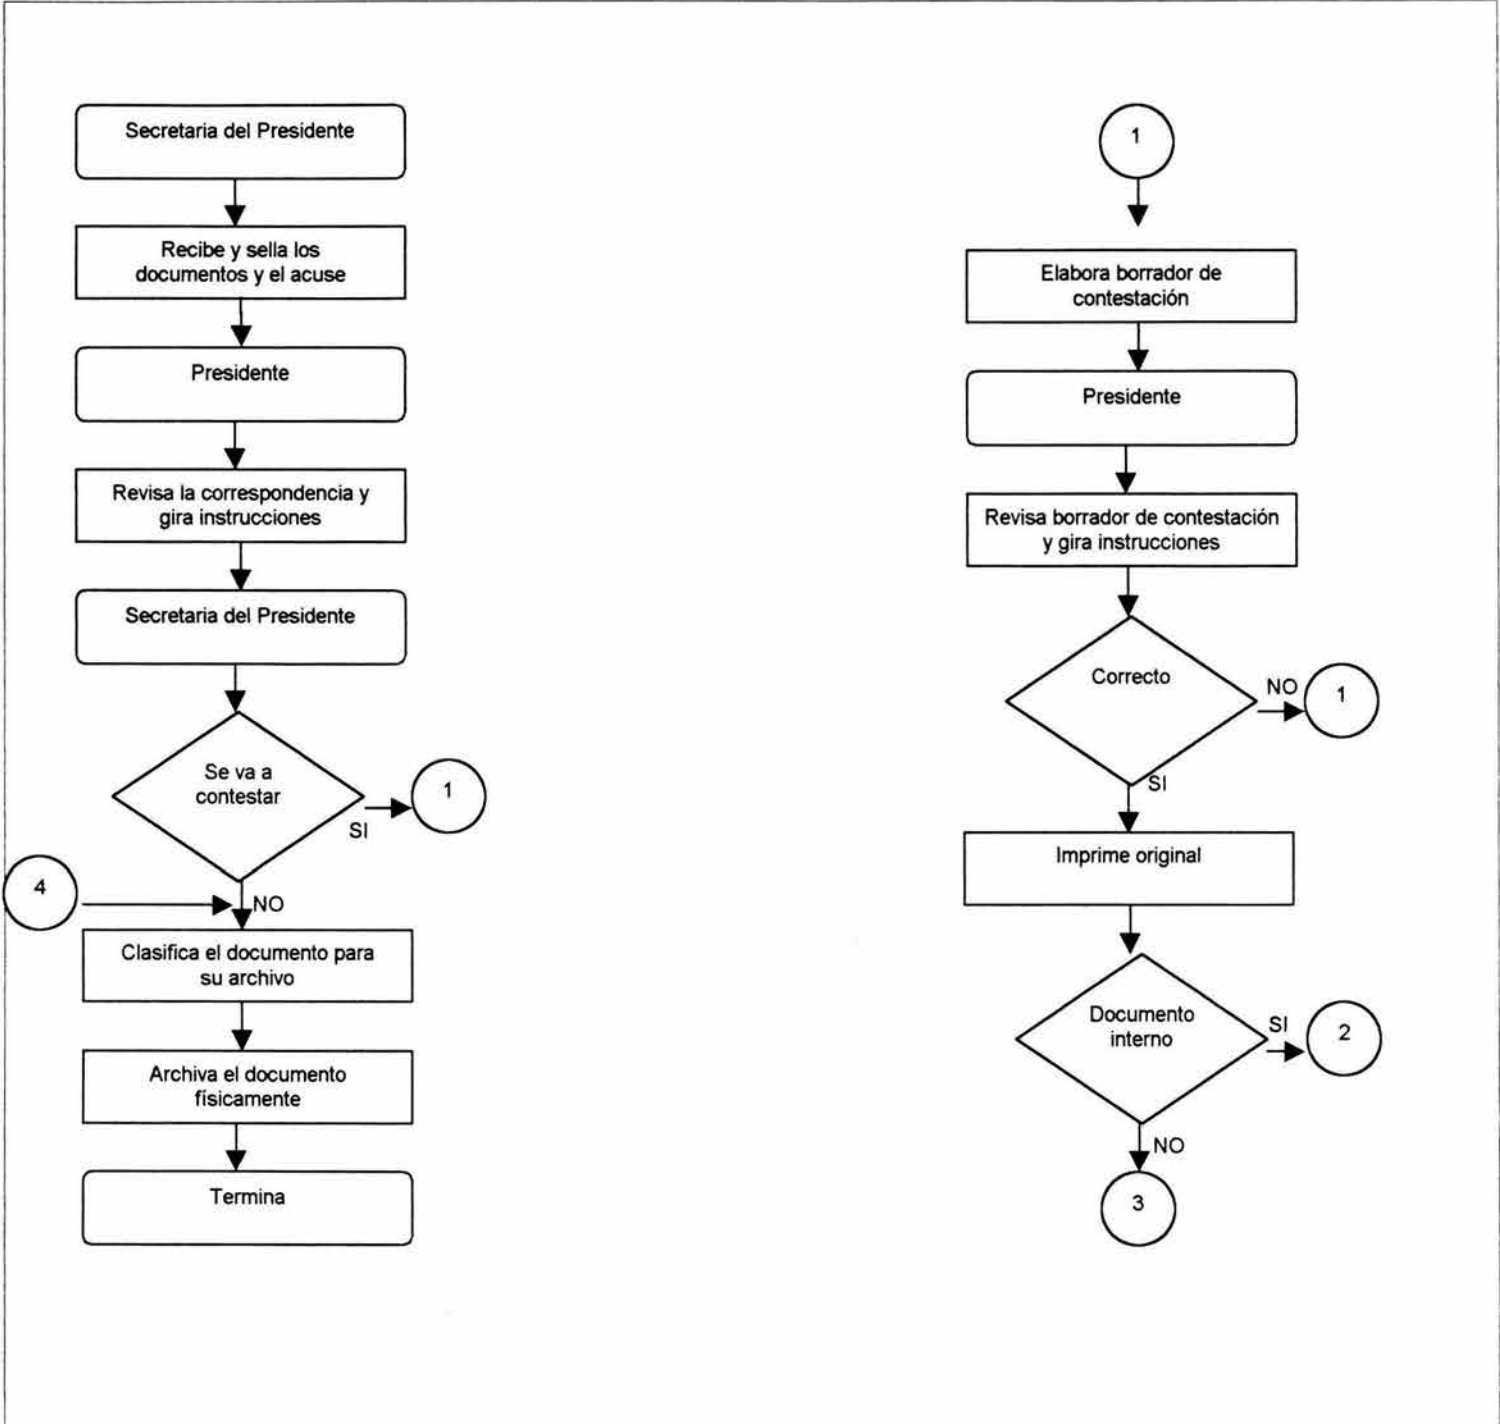 Secretaria del Presidente
Recibe y sella los
documentos y el acuse
Presidente
Revisa la correspondencia y
gira instrucciones
Secretaria del Presidente
Se va a
contestar
1
SI
4
NO
Clasifica el documento para
su archivo
Archiva el documento
físicamente
Termina
1
Elabora borrador de
contestación
Presidente
Revisa borrador de contestación
y gira instrucciones
Correcto
NO
1
SI
Imprime original
Documento
interno
SI
2
NO
3